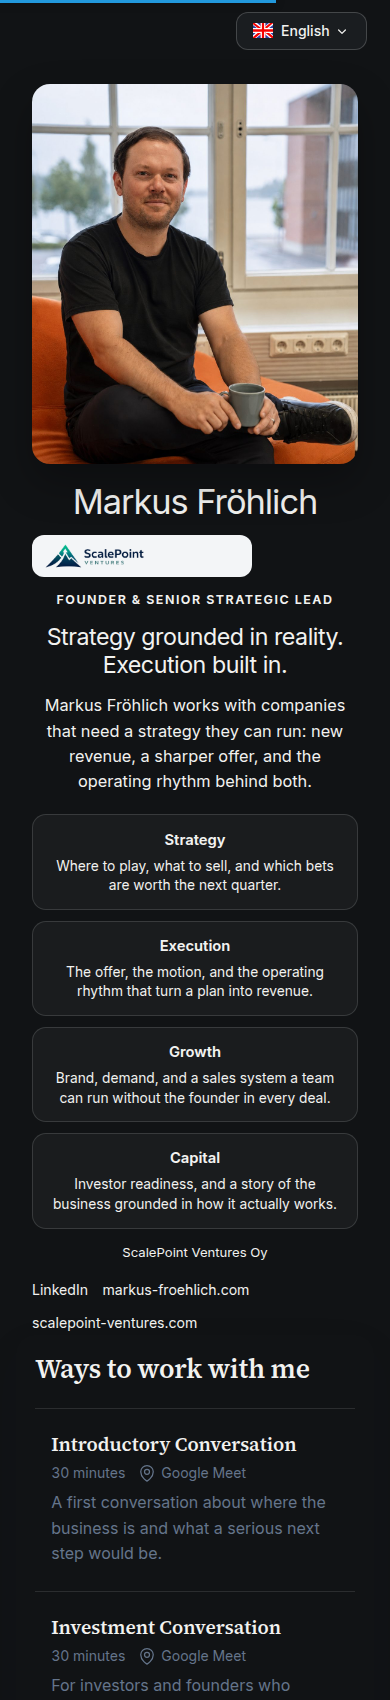 English
Markus Fröhlich
ScalePoint
VENTURES
FOUNDER & SENIOR STRATEGIC LEAD
Strategy grounded in reality.
Execution built in.
Markus Fröhlich works with companies
that need a strategy they can run: new
revenue, a sharper offer, and the
operating rhythm behind both.
Strategy
Where to play, what to sell, and which bets
are worth the next quarter.
Execution
The offer, the motion, and the operating
rhythm that turn a plan into revenue.
Growth
Brand, demand, and a sales system a team
can run without the founder in every deal.
Capital
Investor readiness, and a story of the
business grounded in how it actually works.
ScalePoint Ventures Oy
LinkedIn markus-froehlich.com
scalepoint-ventures.com
Ways to work with me
Introductory Conversation
30 minutes Google Meet
A first conversation about where the
business is and what a serious next
step would be.
Investment Conversation
30 minutes Google Meet
For investors and founders who